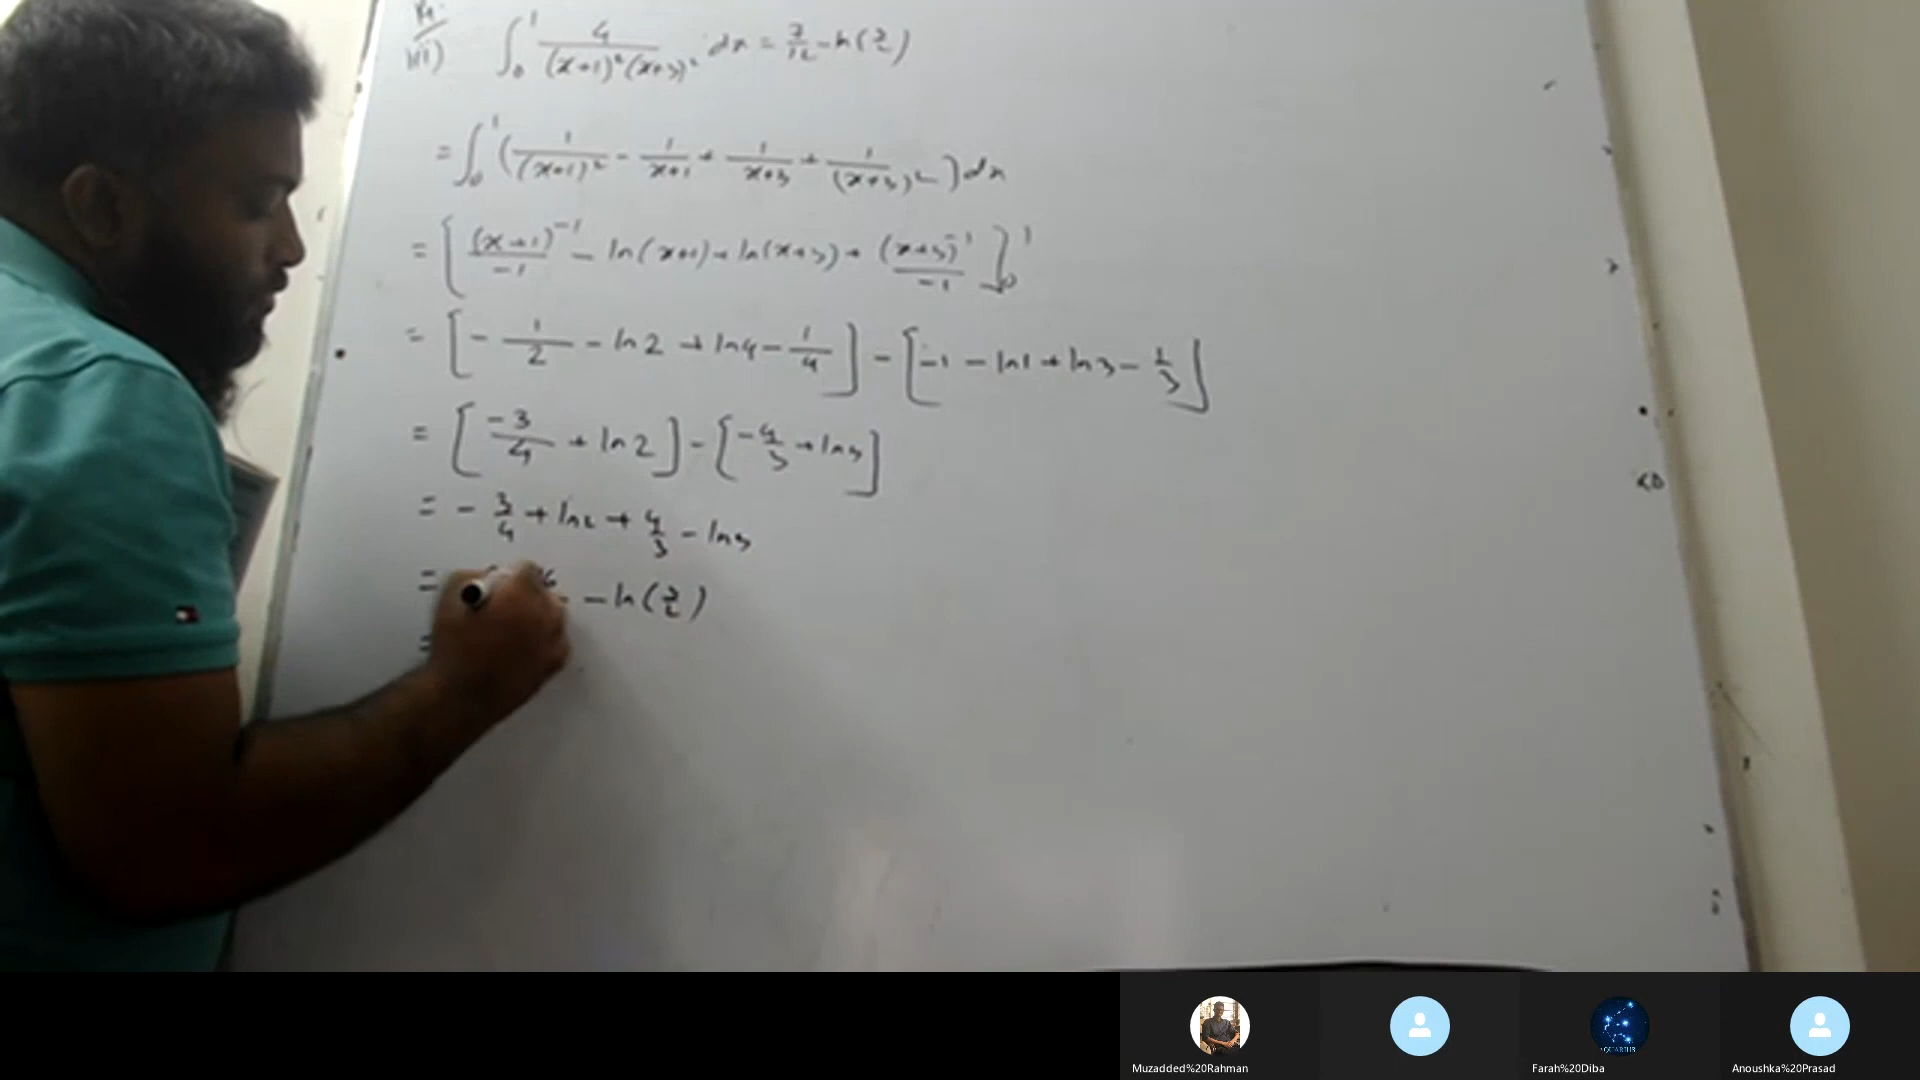 vii) ∫₀¹ 4/((x+1)²(x+3)²) dx = 7/12 - ln(3/2)
= ∫₀¹ (1/(x+1)² - 1/(x+1) + 1/(x+3) + 1/(x+3)²) dx
= [(x+1)⁻¹/-1 - ln(x+1) + ln(x+3) + (x+3)⁻¹/-1]₀¹
= [-1/2 - ln2 + ln4 - 1/4] - [-1 - ln1 + ln3 - 1/3]
= [-3/4 + ln2] - [-4/3 + ln3]
= -3/4 + ln2 + 4/3 - ln3
= - ln(3/2)
=
Muzadded%20Rahman
Farah%20Diba
Anoushka%20Prasad